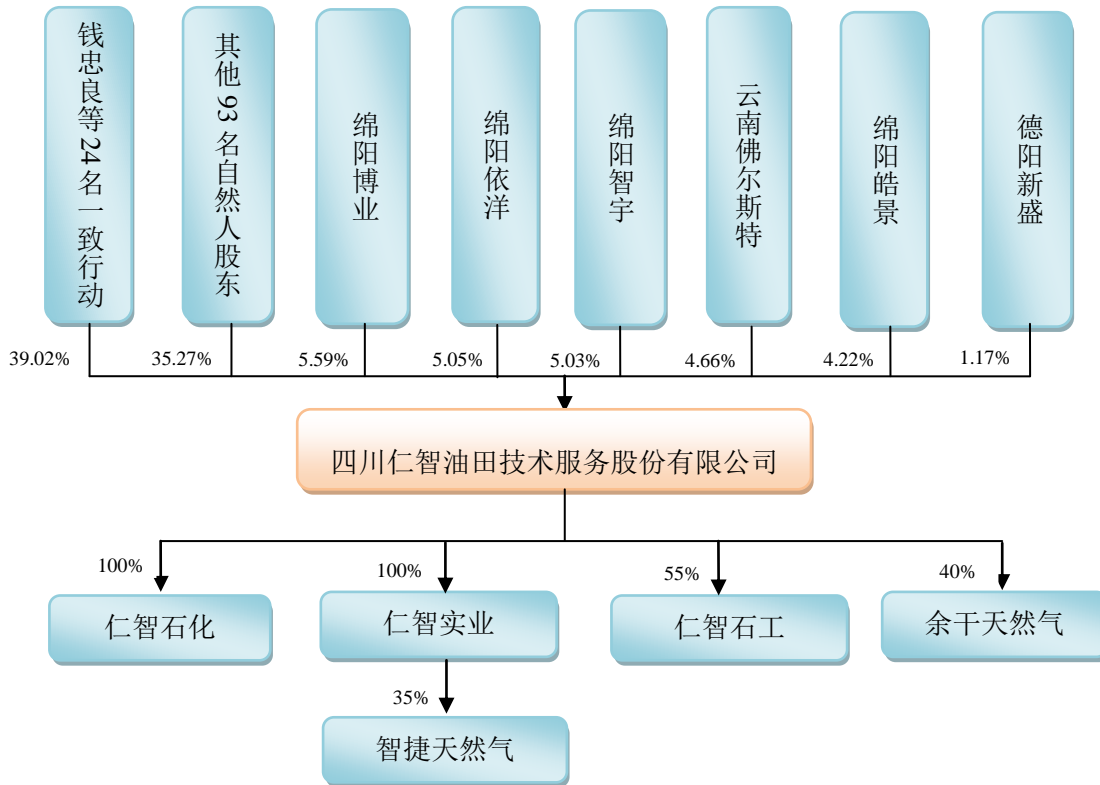 钱忠良等24名一致行动
其他93名自然人股东
绵阳博业
绵阳依洋
绵阳智宇
云南佛尔斯特
绵阳皓景
德阳新盛
39.02%
35.27%
5.59%
5.05%
5.03%
4.66%
4.22%
1.17%
四川仁智油田技术服务股份有限公司
100%
100%
55%
40%
仁智石化
仁智实业
仁智石工
余干天然气
35%
智捷天然气